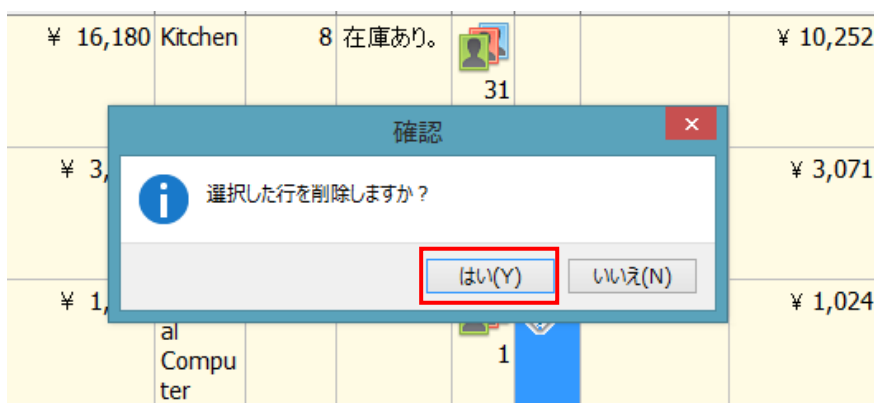 ¥ 16,180 Kitchen 8 在庫あり。 ¥ 10,252
31
確認
¥ 3, ¥ 3,071
選択した行を削除しますか？
はい(Y) いいえ(N)
¥ 1, ¥ 1,024
al
Compu
ter
1